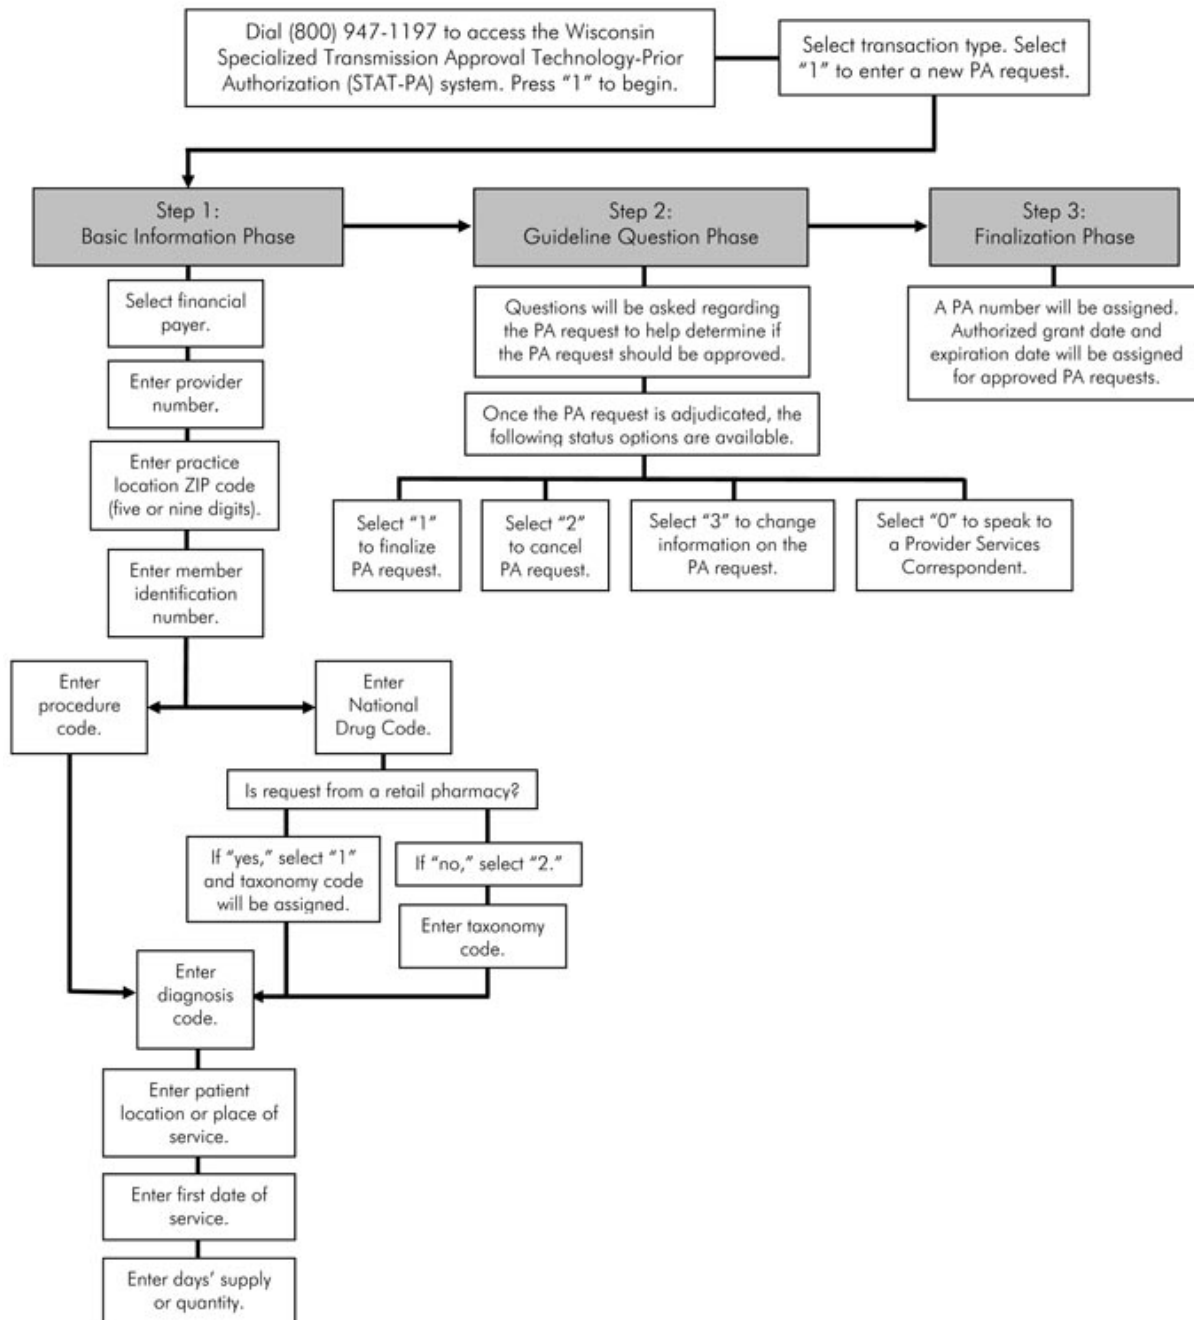 Dial (800) 947-1197 to access the Wisconsin
Specialized Transmission Approval Technology-Prior
Authorization (STAT-PA) system. Press “1” to begin.
Select transaction type. Select
“1” to enter a new PA request.
Step 1:
Basic Information Phase
Step 2:
Guideline Question Phase
Step 3:
Finalization Phase
Select financial
payer.
Enter provider
number.
Enter practice
location ZIP code
(five or nine digits).
Enter member
identification
number.
Questions will be asked regarding
the PA request to help determine if
the PA request should be approved.
Once the PA request is adjudicated, the
following status options are available.
Select “1”
to finalize
PA request.
Select “2”
to cancel
PA request.
Select “3” to change
information on the
PA request.
Select “0” to speak to
a Provider Services
Correspondent.
A PA number will be assigned.
Authorized grant date and
expiration date will be assigned
for approved PA requests.
Enter
procedure
code.
Enter
National
Drug Code.
Is request from a retail pharmacy?
If “yes,” select “1”
and taxonomy code
will be assigned.
If “no,” select “2.”
Enter taxonomy
code.
Enter
diagnosis
code.
Enter patient
location or place of
service.
Enter first date of
service.
Enter days’ supply
or quantity.